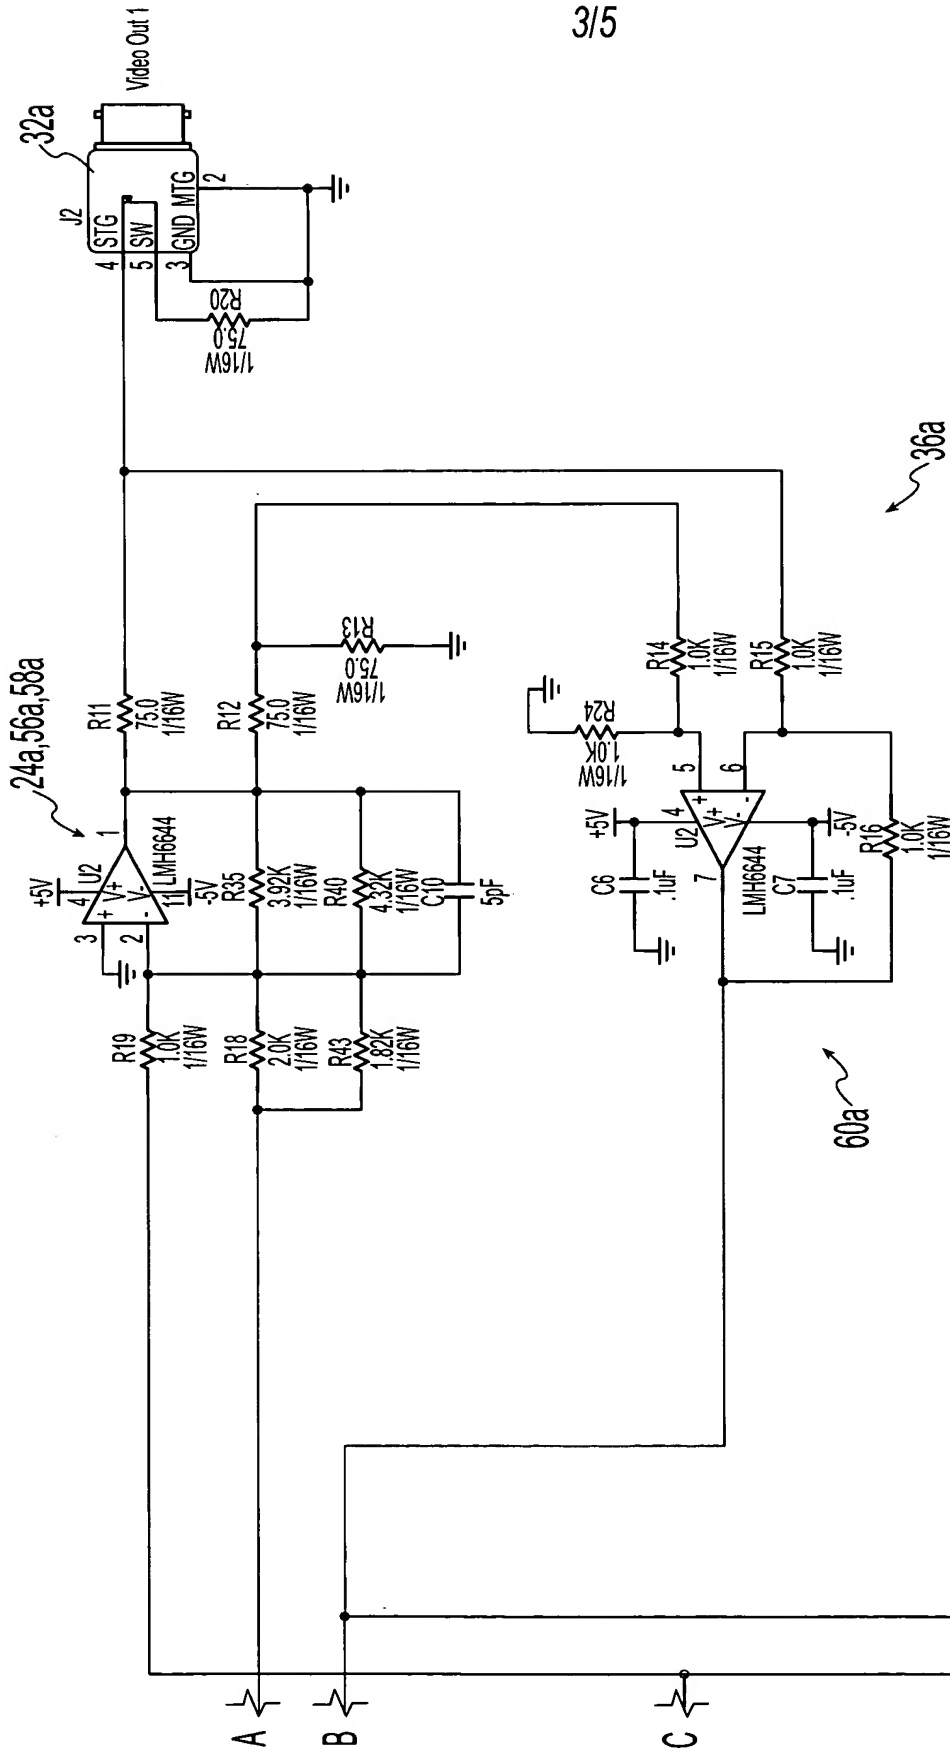 3/5
Video Out 1
32a
J2
STG
SW
GND
MTG
4
5
3
2
R20
75.0
1/16W
24a,56a,58a
R11
75.0
1/16W
+5V
4
U2
1
3
+
V+
2
-
V-
11
LMH6644
-5V
R12
75.0
1/16W
R13
75.0
1/16W
R19
1.0K
1/16W
R18
2.0K
1/16W
R43
1.82K
1/16W
R35
3.92K
1/16W
R40
4.32K
1/16W
C10
5pF
36a
R14
1.0K
1/16W
R15
1.0K
1/16W
R24
1.0K
1/16W
+5V
4
U2
5
+
V+
6
-
V-
7
LMH6644
-5V
C6
.1uF
C7
.1uF
R16
1.0K
1/16W
60a
A
B
C